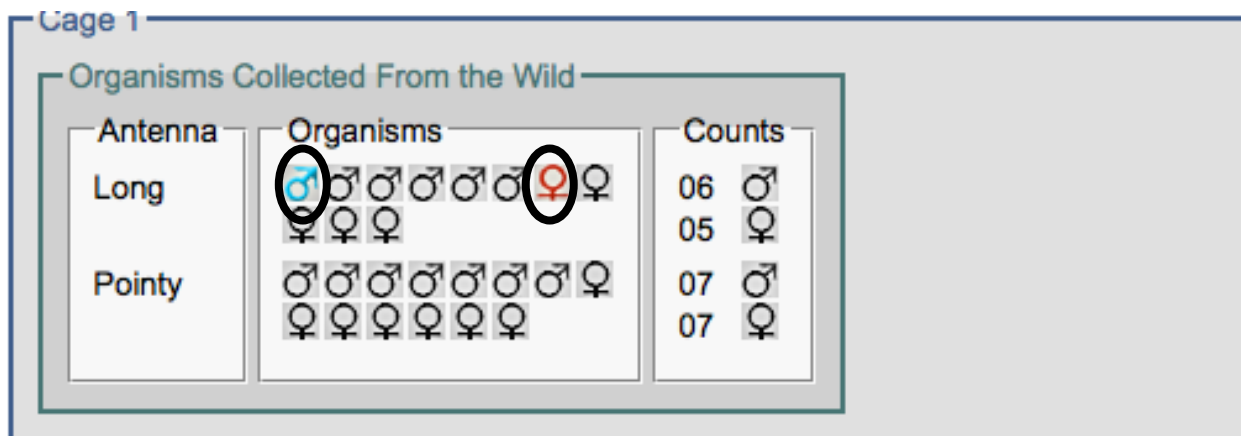 Cage 1
Organisms Collected From the Wild
Antenna Organisms Counts
Long ♂♂♂♂♂♂♀♀ 06 ♂
♀♀♀ 05 ♀
Pointy ♂♂♂♂♂♂♂♀ 07 ♂
♀♀♀♀♀♀ 07 ♀